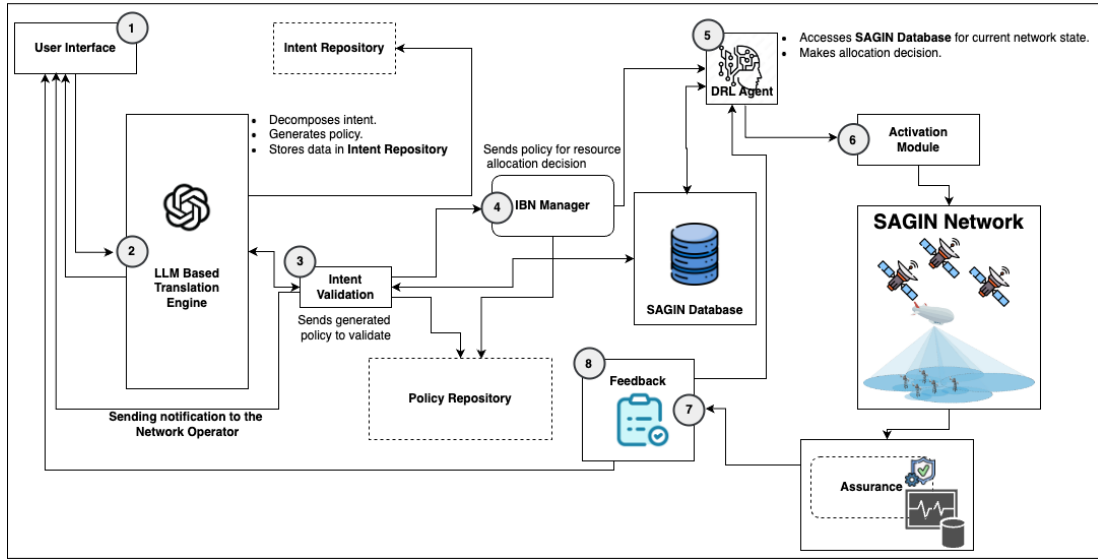 1
User Interface
Intent Repository
5
DRL Agent
• Accesses SAGIN Database for current network state.
• Makes allocation decision.
• Decomposes intent.
• Generates policy.
• Stores data in Intent Repository
6
Activation
Module
Sends policy for resource
allocation decision
4
IBN Manager
SAGIN Network
2
LLM Based
Translation
Engine
3
Intent
Validation
Sends generated
policy to validate
SAGIN Database
8
Feedback
7
Policy Repository
Sending notification to the
Network Operator
Assurance